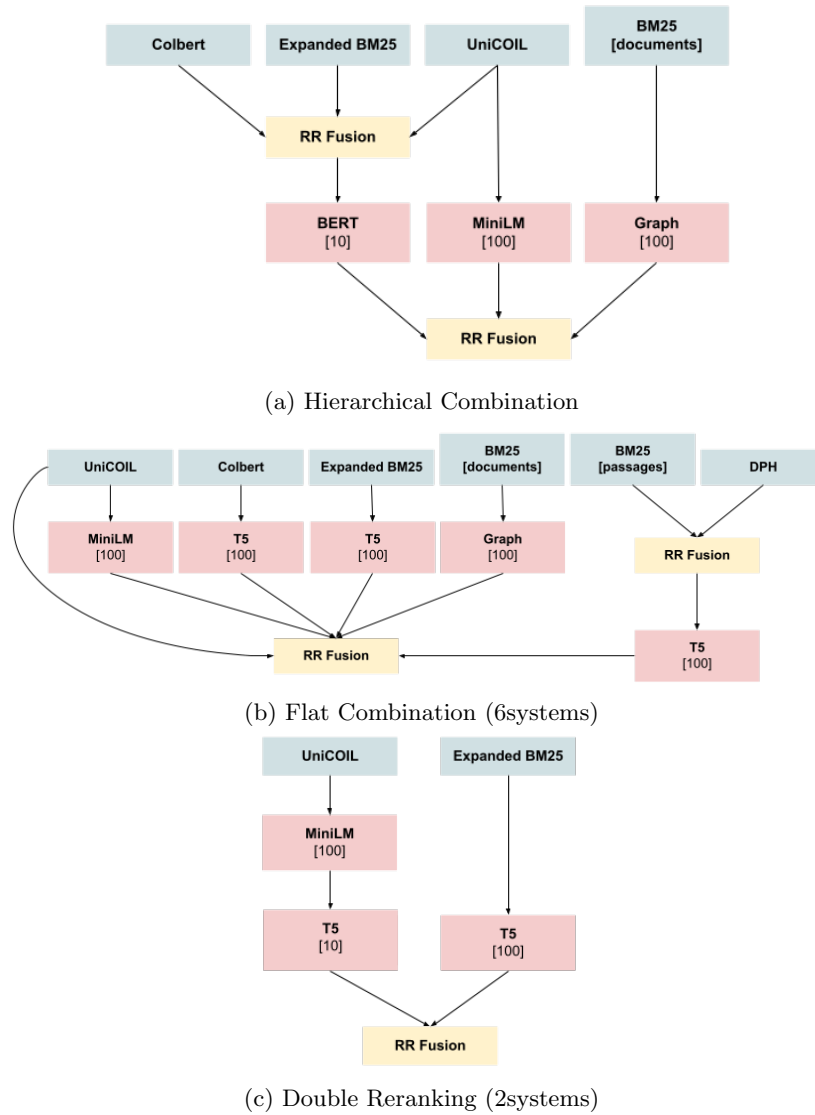 Colbert
Expanded BM25
UniCOIL
BM25
[documents]
RR Fusion
BERT
[10]
MiniLM
[100]
Graph
[100]
RR Fusion
(a) Hierarchical Combination
UniCOIL
Colbert
Expanded BM25
BM25
[documents]
BM25
[passages]
DPH
MiniLM
[100]
T5
[100]
T5
[100]
Graph
[100]
RR Fusion
RR Fusion
T5
[100]
(b) Flat Combination (6systems)
UniCOIL
Expanded BM25
MiniLM
[100]
T5
[10]
T5
[100]
RR Fusion
(c) Double Reranking (2systems)